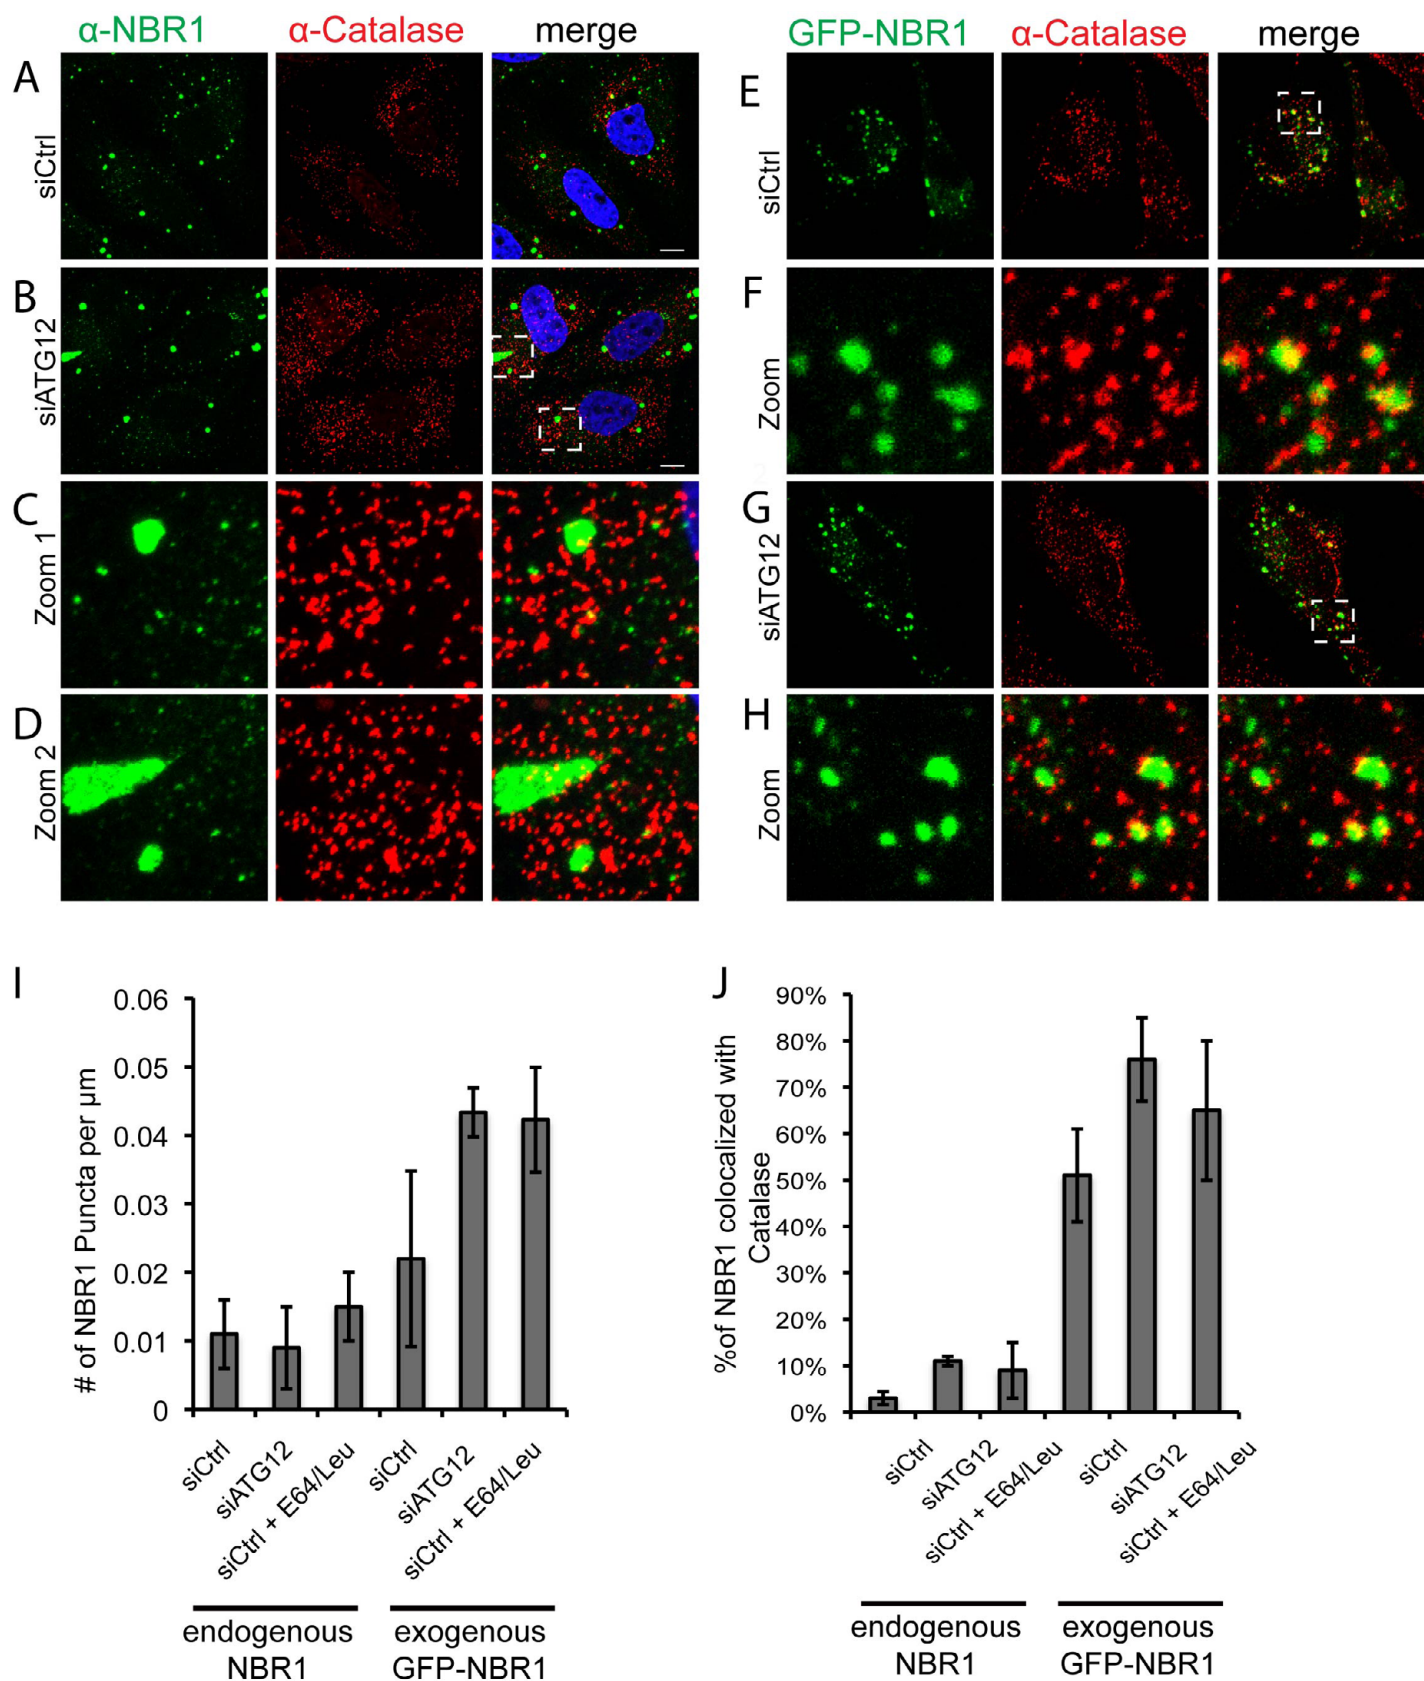 α-NBR1 α-Catalase merge
GFP-NBR1 α-Catalase merge
A
siCtrl
B
siATG12
C
Zoom 1
D
Zoom 2
E
siCtrl
F
Zoom
G
siATG12
H
Zoom
I
# of NBR1 Puncta per µm
0.06
0.05
0.04
0.03
0.02
0.01
0
siCtrl
siATG12
siCtrl + E64/Leu
siCtrl
siATG12
siCtrl + E64/Leu
endogenous
NBR1
exogenous
GFP-NBR1
J
%of NBR1 colocalized with
Catalase
90%
80%
70%
60%
50%
40%
30%
20%
10%
0%
siCtrl
siATG12
siCtrl + E64/Leu
siCtrl
siATG12
siCtrl + E64/Leu
endogenous
NBR1
exogenous
GFP-NBR1